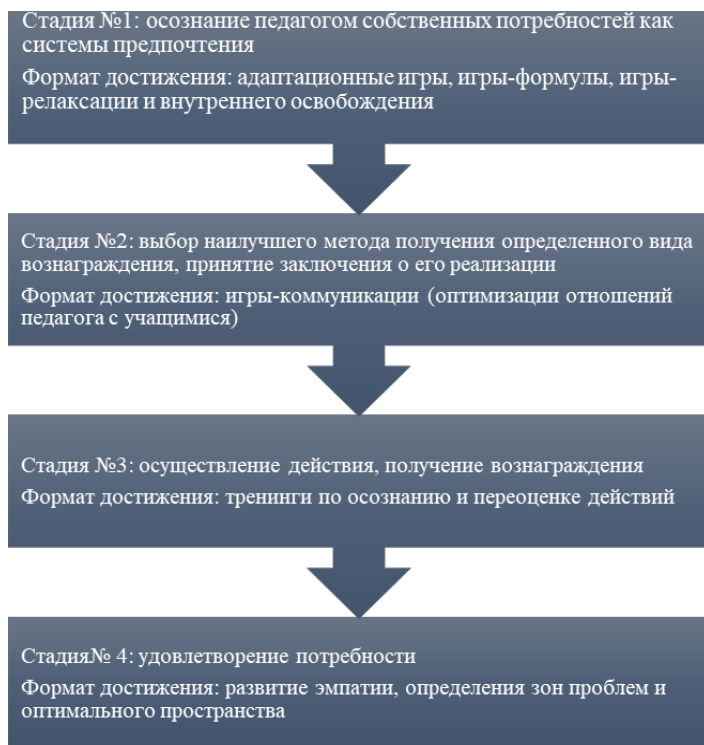 Стадия №1: осознание педагогом собственных потребностей как
системы предпочтения
Формат достижения: адаптационные игры, игры-формулы, игры-
релаксации и внутреннего освобождения
Стадия №2: выбор наилучшего метода получения определенного вида
вознаграждения, принятие заключения о его реализации
Формат достижения: игры-коммуникации (оптимизации отношений
педагога с учащимися)
Стадия №3: осуществление действия, получение вознаграждения
Формат достижения: тренинги по осознанию и переоценке действий
Стадия№ 4: удовлетворение потребности
Формат достижения: развитие эмпатии, определения зон проблем и
оптимального пространства